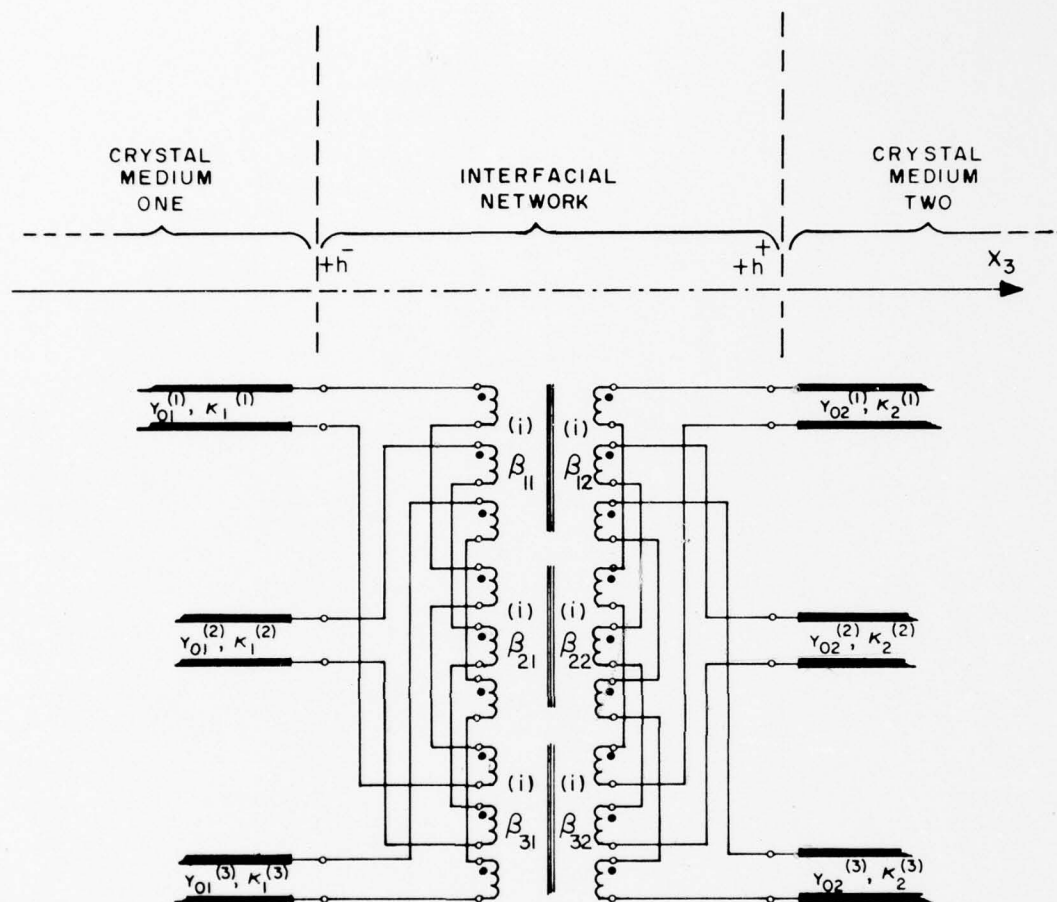 CRYSTAL
MEDIUM
ONE
INTERFACIAL
NETWORK
CRYSTAL
MEDIUM
TWO
+h⁻
+h⁺
X₃
Y₀₁⁽¹⁾, κ₁⁽¹⁾
(i)
β₁₁
(i)
β₁₂
Y₀₂⁽¹⁾, κ₂⁽¹⁾
Y₀₁⁽²⁾, κ₁⁽²⁾
(i)
β₂₁
(i)
β₂₂
Y₀₂⁽²⁾, κ₂⁽²⁾
Y₀₁⁽³⁾, κ₁⁽³⁾
(i)
β₃₁
(i)
β₃₂
Y₀₂⁽³⁾, κ₂⁽³⁾